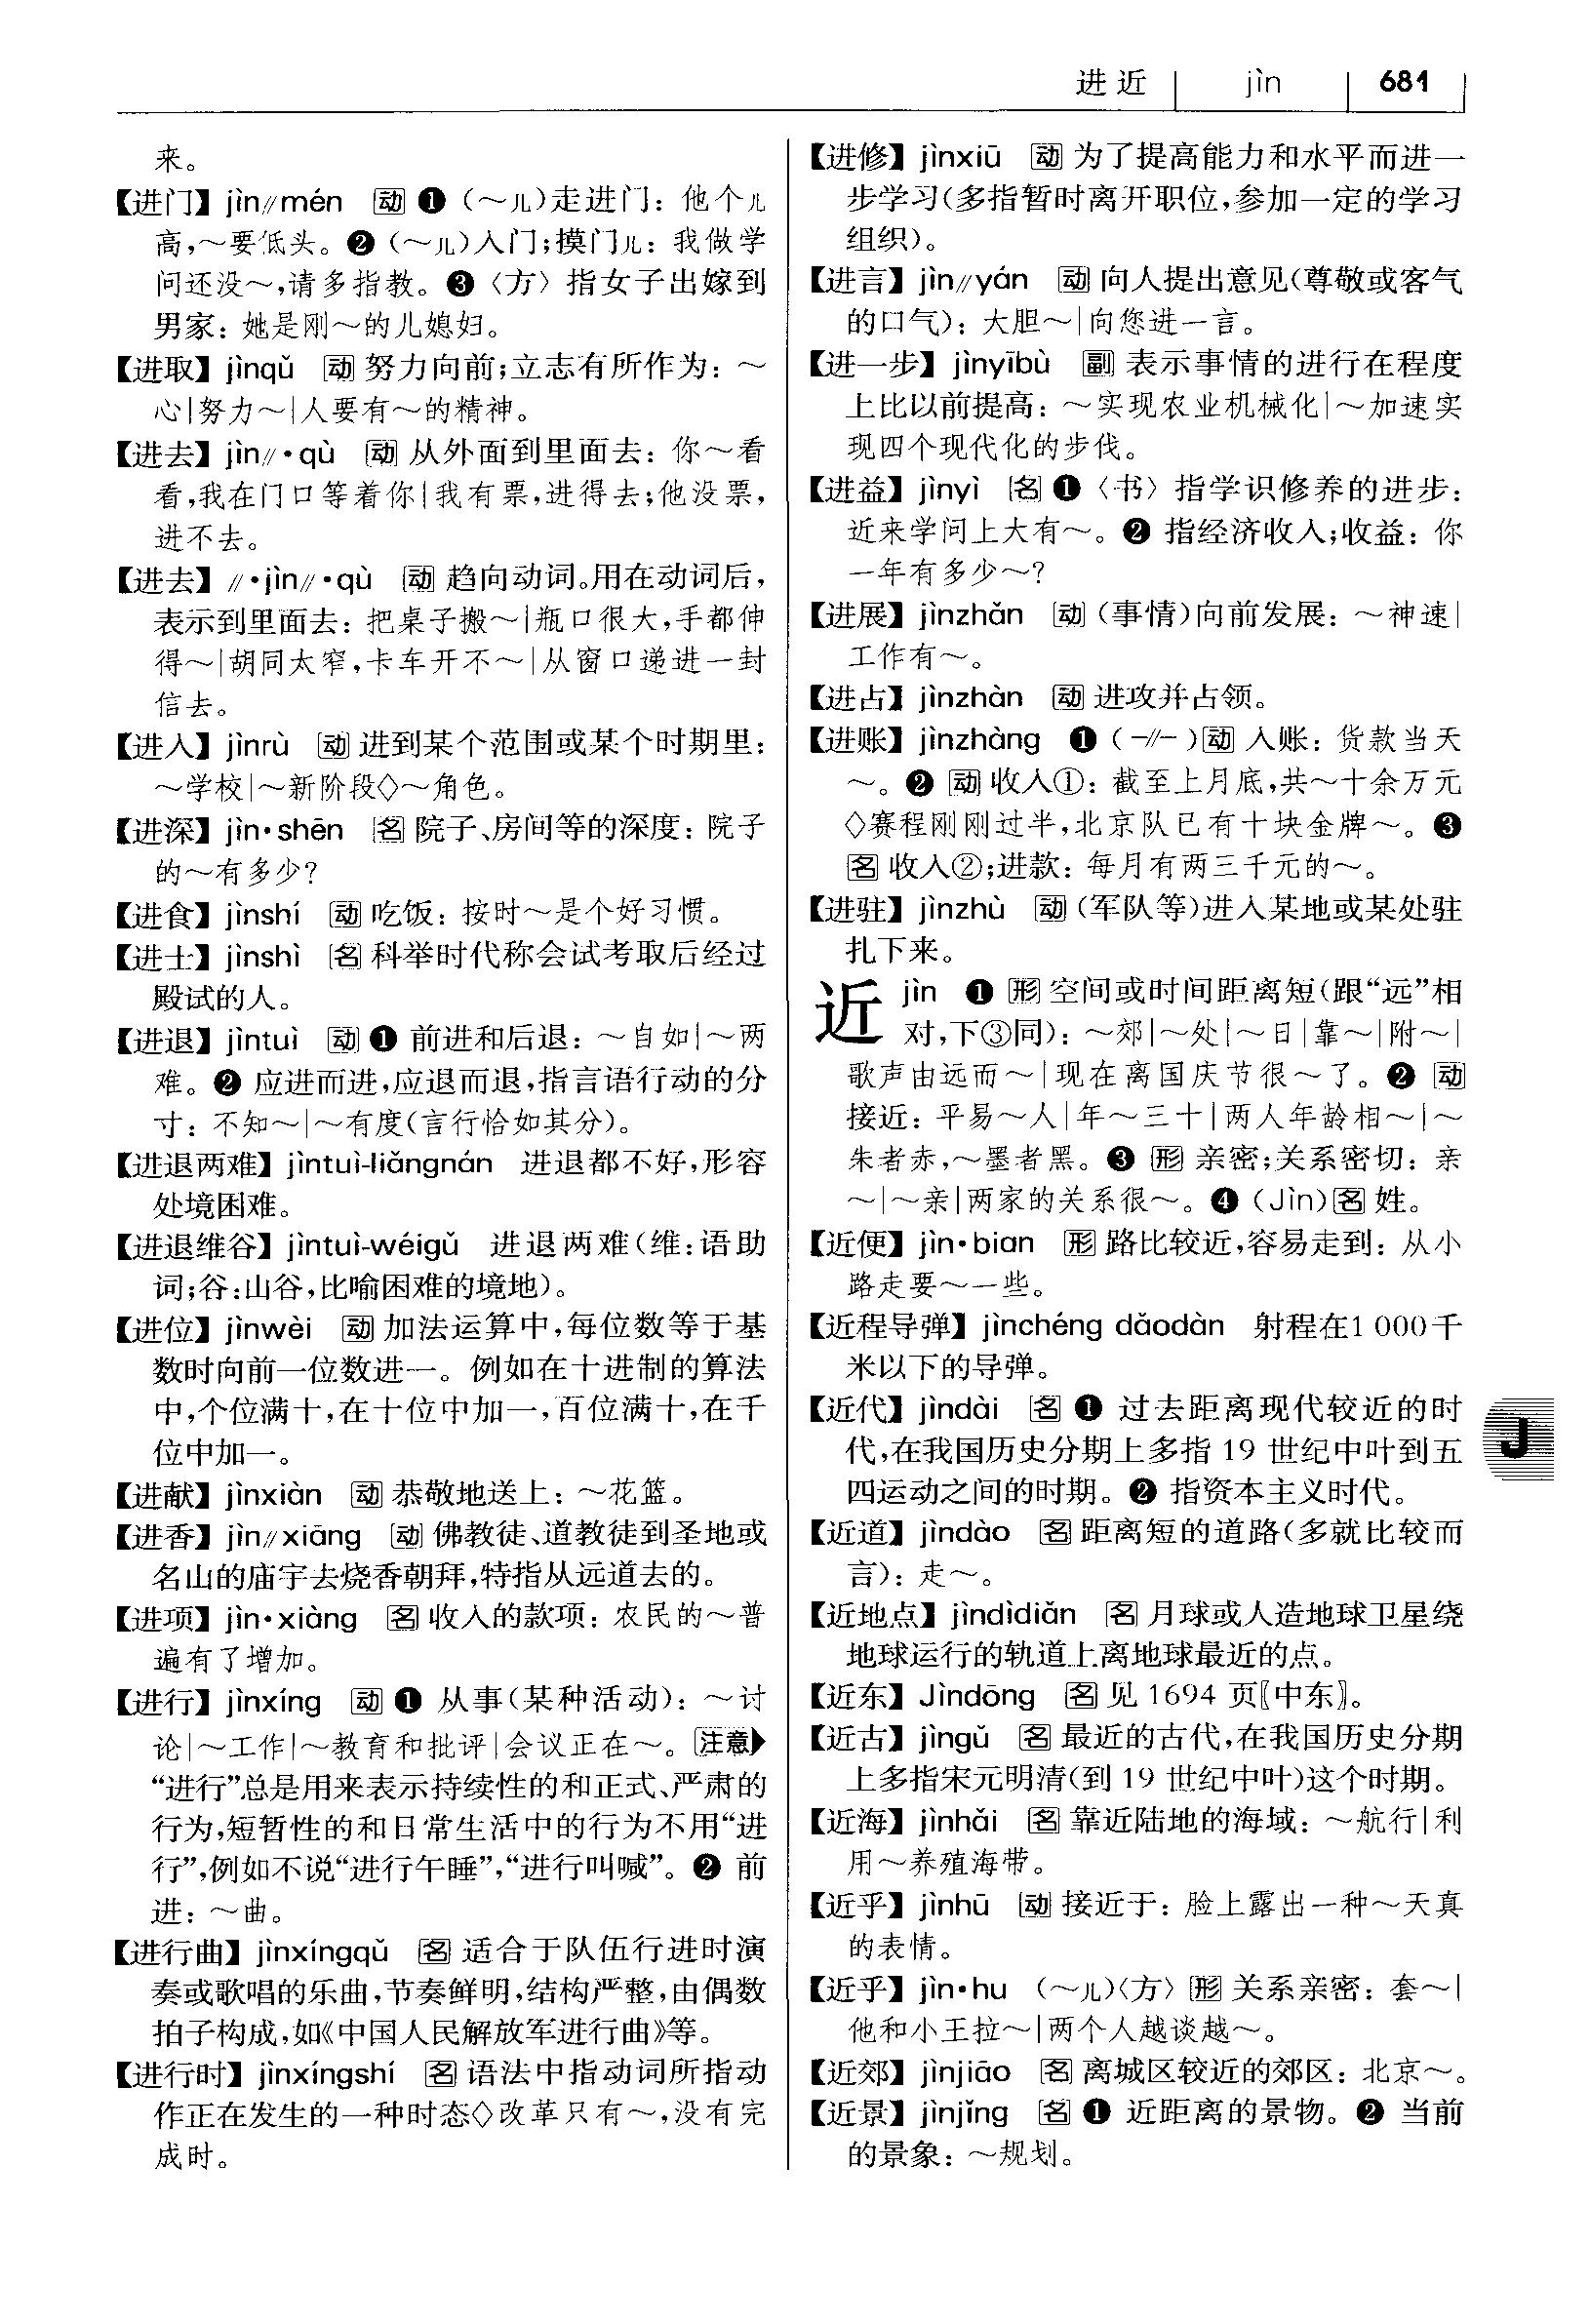 进近 jìn 681
来。
【进门】jìn∥mén 动 ❶（～儿）走进门：他个儿
高，～要低头。❷（～儿）入门；摸门儿：我做学
问还没～，请多指教。❸〈方〉指女子出嫁到
男家：她是刚～的儿媳妇。
【进取】jìnqǔ 动 努力向前；立志有所作为：～
心|努力～|人要有～的精神。
【进去】jìn∥•qù 动 从外面到里面去：你～看
看，我在门口等着你|我有票，进得去；他没票，
进不去。
【进去】∥•jìn∥•qù 动 趋向动词。用在动词后，
表示到里面去：把桌子搬～|瓶口很大，手都伸
得～|胡同太窄，卡车开不～|从窗口递进一封
信去。
【进入】jìnrù 动 进到某个范围或某个时期里：
～学校|～新阶段◇～角色。
【进深】jìn•shēn 名 院子、房间等的深度：院子
的～有多少？
【进食】jìnshí 动 吃饭：按时～是个好习惯。
【进士】jìnshì 名 科举时代称会试考取后经过
殿试的人。
【进退】jìntuì 动 ❶ 前进和后退：～自如|～两
难。❷ 应进而进，应退而退，指言语行动的分
寸：不知～|～有度（言行恰如其分）。
【进退两难】jìntuì-liǎngnán 进退都不好，形容
处境困难。
【进退维谷】jìntuì-wéigǔ 进退两难（维：语助
词；谷：山谷，比喻困难的境地）。
【进位】jìnwèi 动 加法运算中，每位数等于基
数时向前一位数进一。例如在十进制的算法
中，个位满十，在十位中加一，百位满十，在千
位中加一。
【进献】jìnxiàn 动 恭敬地送上：～花篮。
【进香】jìn∥xiāng 动 佛教徒、道教徒到圣地或
名山的庙宇去烧香朝拜，特指从远道去的。
【进项】jìn•xiàng 名 收入的款项：农民的～普
遍有了增加。
【进行】jìnxíng 动 ❶ 从事（某种活动）：～讨
论|～工作|～教育和批评|会议正在～。注意▶
“进行”总是用来表示持续性的和正式、严肃的
行为，短暂性的和日常生活中的行为不用“进
行”，例如不说“进行午睡”，“进行叫喊”。❷ 前
进：～曲。
【进行曲】jìnxíngqǔ 名 适合于队伍行进时演
奏或歌唱的乐曲，节奏鲜明，结构严整，由偶数
拍子构成，如《中国人民解放军进行曲》等。
【进行时】jìnxíngshí 名 语法中指动词所指动
作正在发生的一种时态◇改革只有～，没有完
成时。
【进修】jìnxiū 动 为了提高能力和水平而进一
步学习（多指暂时离开职位，参加一定的学习
组织）。
【进言】jìn∥yán 动 向人提出意见（尊敬或客气
的口气）：大胆～|向您进一言。
【进一步】jìnyībù 副 表示事情的进行在程度
上比以前提高：～实现农业机械化|～加速实
现四个现代化的步伐。
【进益】jìnyì 名 ❶〈书〉指学识修养的进步：
近来学问上大有～。❷ 指经济收入；收益：你
一年有多少～？
【进展】jìnzhǎn 动（事情）向前发展：～神速|
工作有～。
【进占】jìnzhàn 动 进攻并占领。
【进账】jìnzhàng ❶（-∥-）动 入账：货款当天
～。❷ 动 收入①：截至上月底，共～十余万元
◇赛程刚刚过半，北京队已有十块金牌～。❸
名 收入②；进款：每月有两三千元的～。
【进驻】jìnzhù 动（军队等）进入某地或某处驻
扎下来。
近 jìn ❶ 形 空间或时间距离短（跟“远”相
对，下③同）：～郊|～处|～日|靠～|附～|
歌声由远而～|现在离国庆节很～了。❷ 动
接近：平易～人|年～三十|两人年龄相～|～
朱者赤，～墨者黑。❸ 形 亲密；关系密切：亲
～|～亲|两家的关系很～。❹（Jìn）名 姓。
【近便】jìn•bian 形 路比较近，容易走到：从小
路走要～一些。
【近程导弹】jìnchéng dǎodàn 射程在1 000千
米以下的导弹。
【近代】jìndài 名 ❶ 过去距离现代较近的时
代，在我国历史分期上多指 19 世纪中叶到五
四运动之间的时期。❷ 指资本主义时代。
J
【近道】jìndào 名 距离短的道路（多就比较而
言）：走～。
【近地点】jìndìdiǎn 名 月球或人造地球卫星绕
地球运行的轨道上离地球最近的点。
【近东】Jìndōng 名 见 1694 页〖中东〗。
【近古】jìngǔ 名 最近的古代，在我国历史分期
上多指宋元明清（到 19 世纪中叶）这个时期。
【近海】jìnhǎi 名 靠近陆地的海域：～航行|利
用～养殖海带。
【近乎】jìnhū 动 接近于：脸上露出一种～天真
的表情。
【近乎】jìn•hu （～儿）〈方〉形 关系亲密：套～|
他和小王拉～|两个人越谈越～。
【近郊】jìnjiāo 名 离城区较近的郊区：北京～。
【近景】jìnjǐng 名 ❶ 近距离的景物。❷ 当前
的景象：～规划。